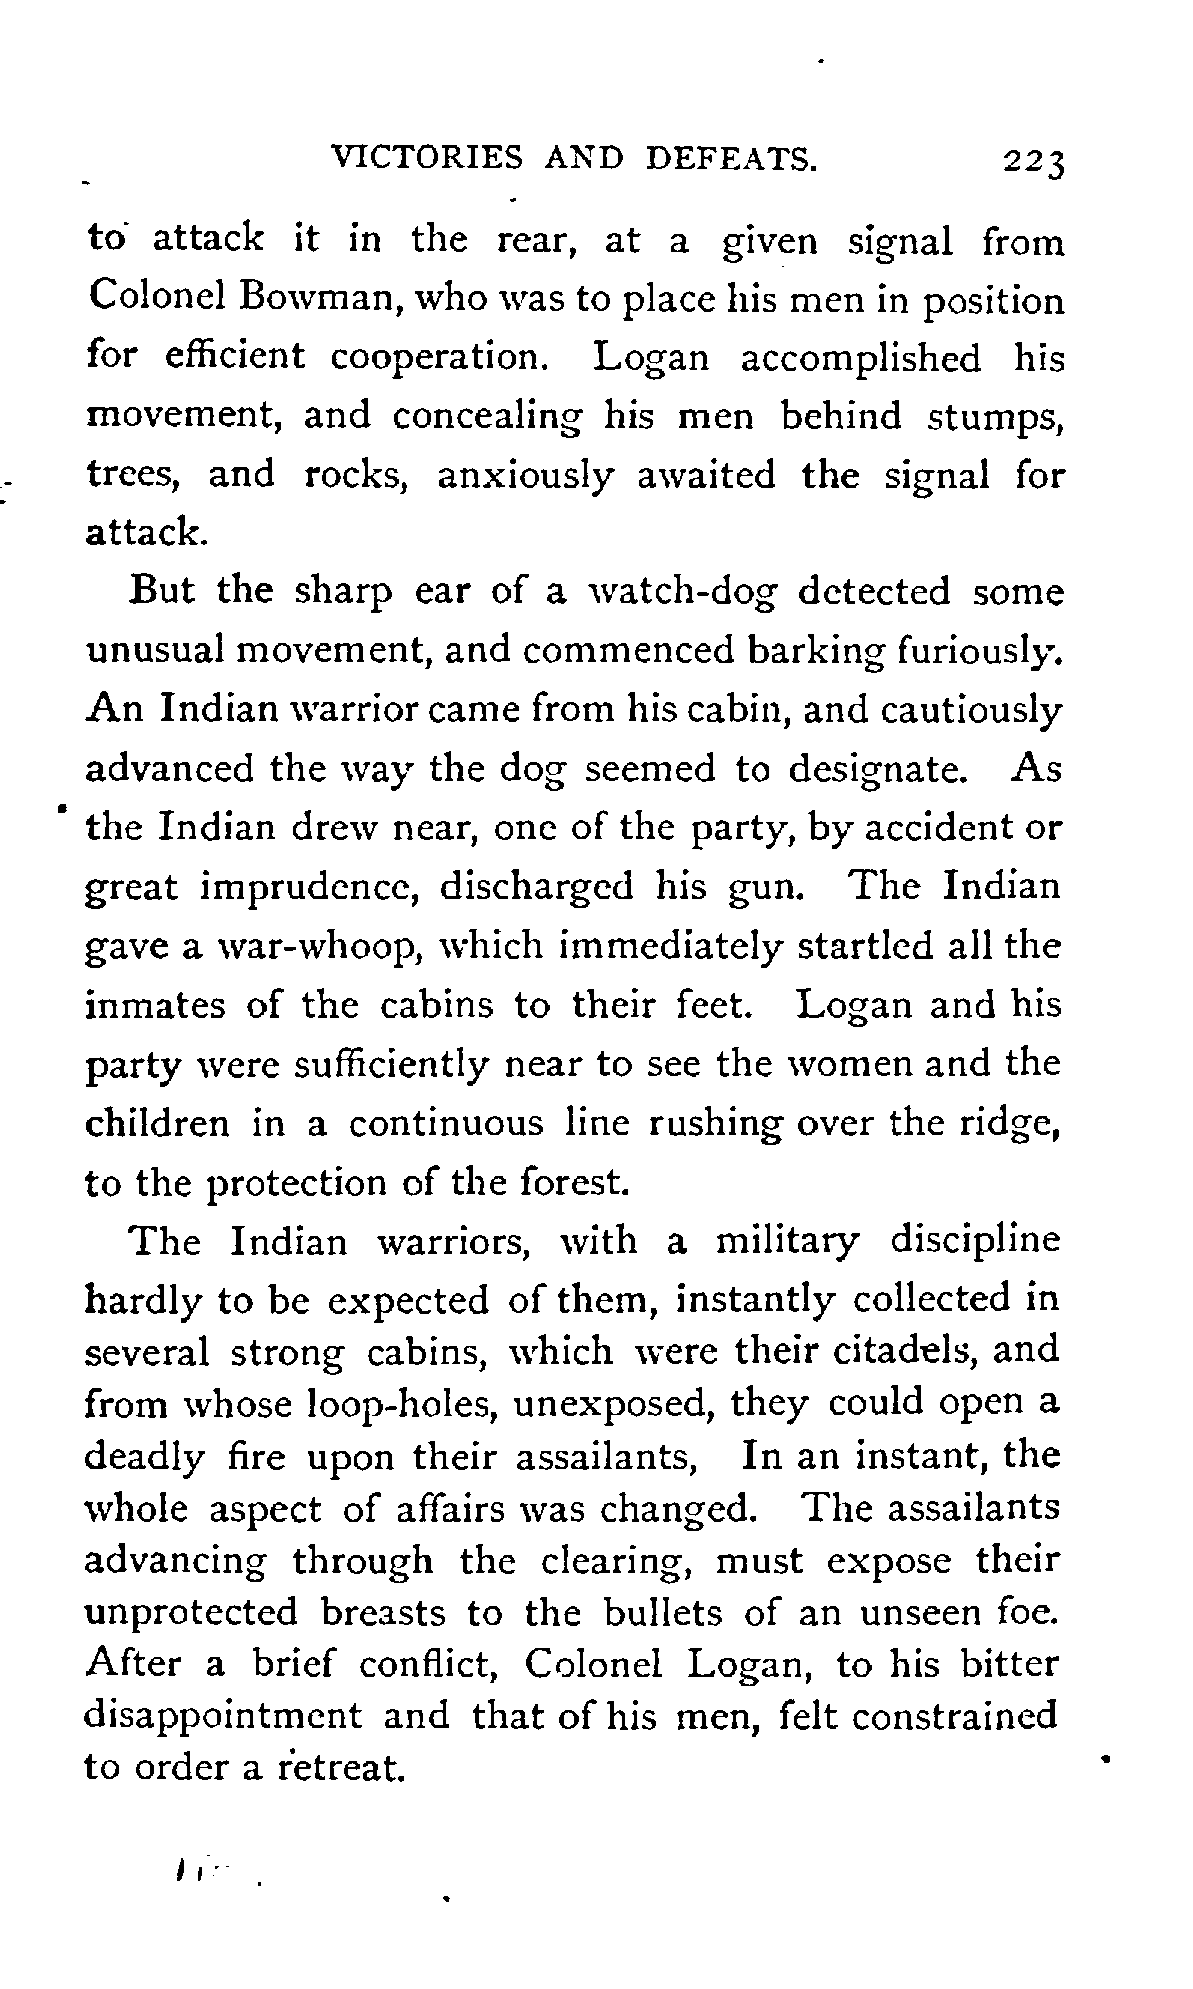 VICTORIES AND DEFEATS. 223
to attack it in the rear, at a given signal from
Colonel Bowman, who was to place his men in position
for efficient cooperation. Logan accomplished his
movement, and concealing his men behind stumps,
trees, and rocks, anxiously awaited the signal for
attack.
But the sharp ear of a watch-dog detected some
unusual movement, and commenced barking furiously.
An Indian warrior came from his cabin, and cautiously
advanced the way the dog seemed to designate. As
the Indian drew near, one of the party, by accident or
great imprudence, discharged his gun. The Indian
gave a war-whoop, which immediately startled all the
inmates of the cabins to their feet. Logan and his
party were sufficiently near to see the women and the
children in a continuous line rushing over the ridge,
to the protection of the forest.
The Indian warriors, with a military discipline
hardly to be expected of them, instantly collected in
several strong cabins, which were their citadels, and
from whose loop-holes, unexposed, they could open a
deadly fire upon their assailants, In an instant, the
whole aspect of affairs was changed. The assailants
advancing through the clearing, must expose their
unprotected breasts to the bullets of an unseen foe.
After a brief conflict, Colonel Logan, to his bitter
disappointment and that of his men, felt constrained
to order a retreat.